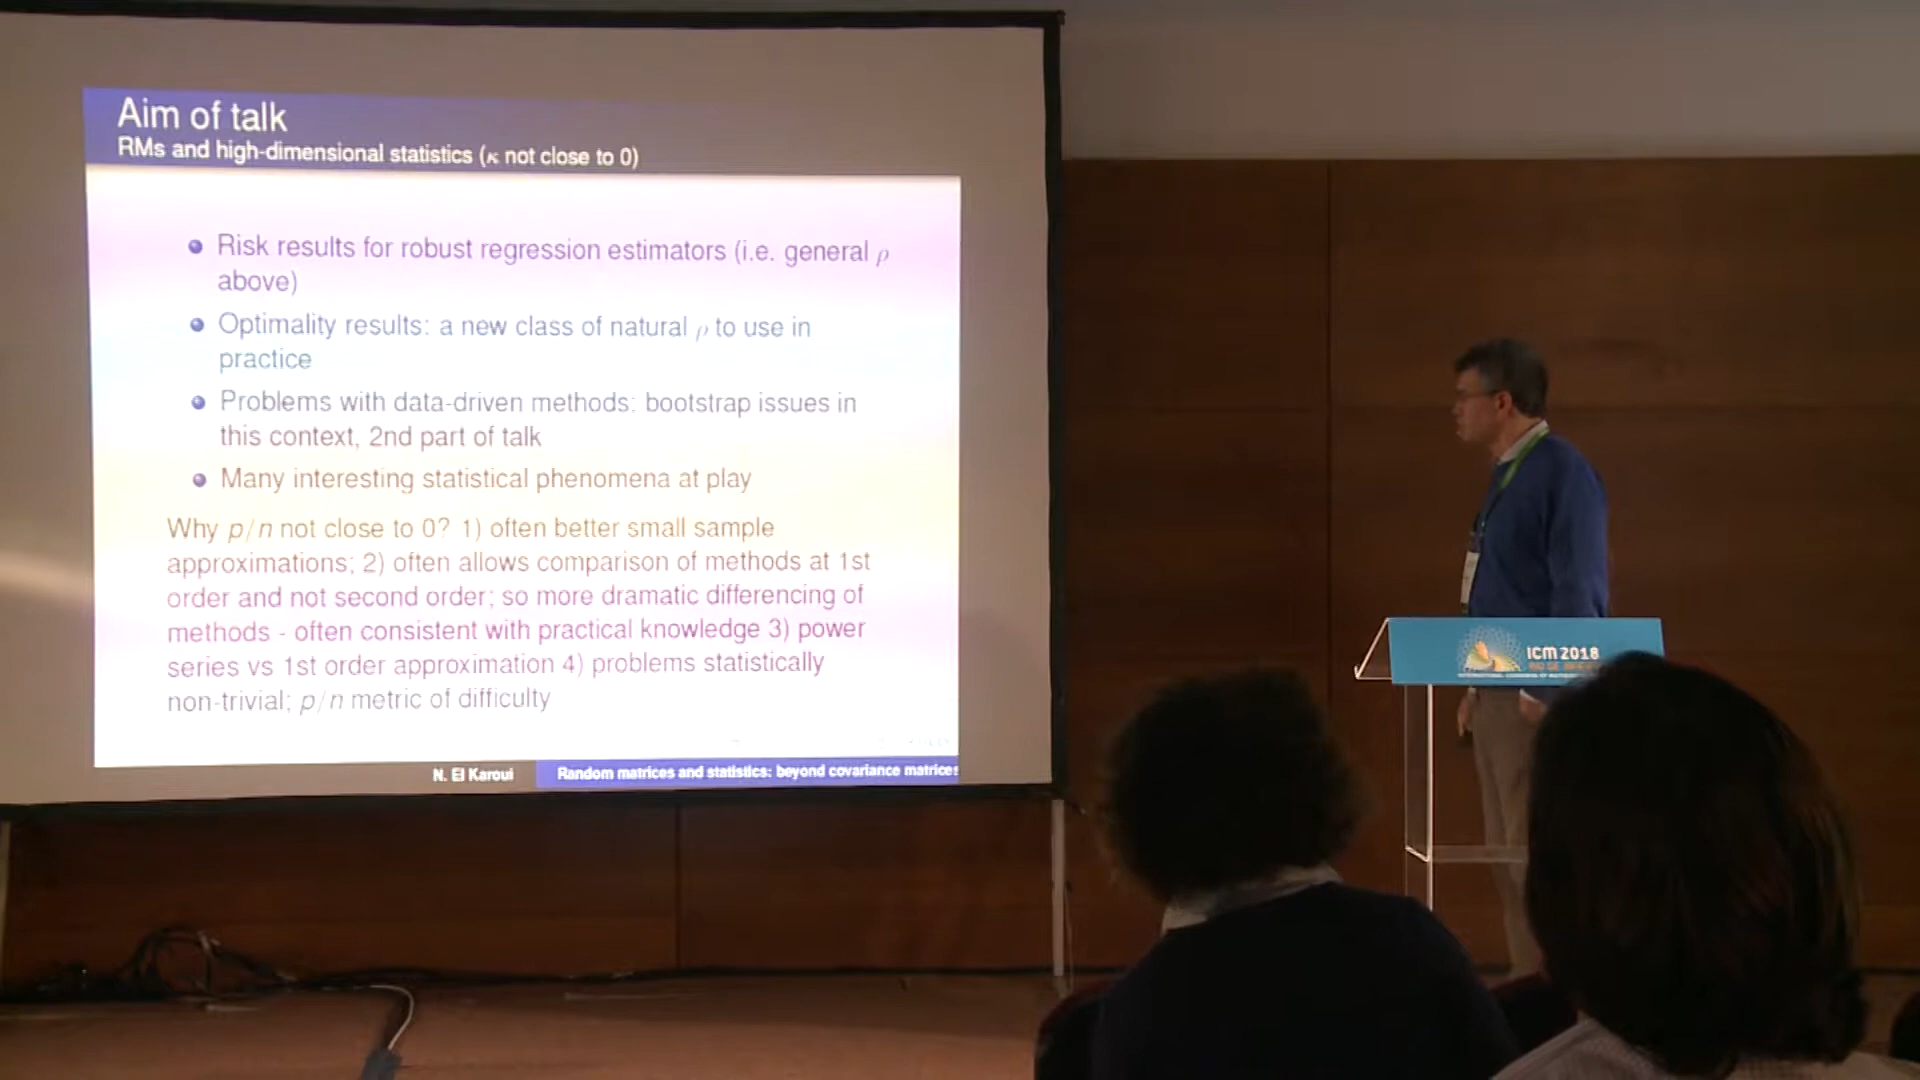 Aim of talk
RMs and high-dimensional statistics (κ not close to 0)
Risk results for robust regression estimators (i.e. general ρ
above)
Optimality results: a new class of natural ρ to use in
practice
Problems with data-driven methods: bootstrap issues in
this context, 2nd part of talk
Many interesting statistical phenomena at play
Why p/n not close to 0? 1) often better small sample
approximations; 2) often allows comparison of methods at 1st
order and not second order; so more dramatic differencing of
methods - often consistent with practical knowledge 3) power
series vs 1st order approximation 4) problems statistically
non-trivial; p/n metric of difficulty
N. El Karoui
Random matrices and statistics: beyond covariance matrices
ICM 2018